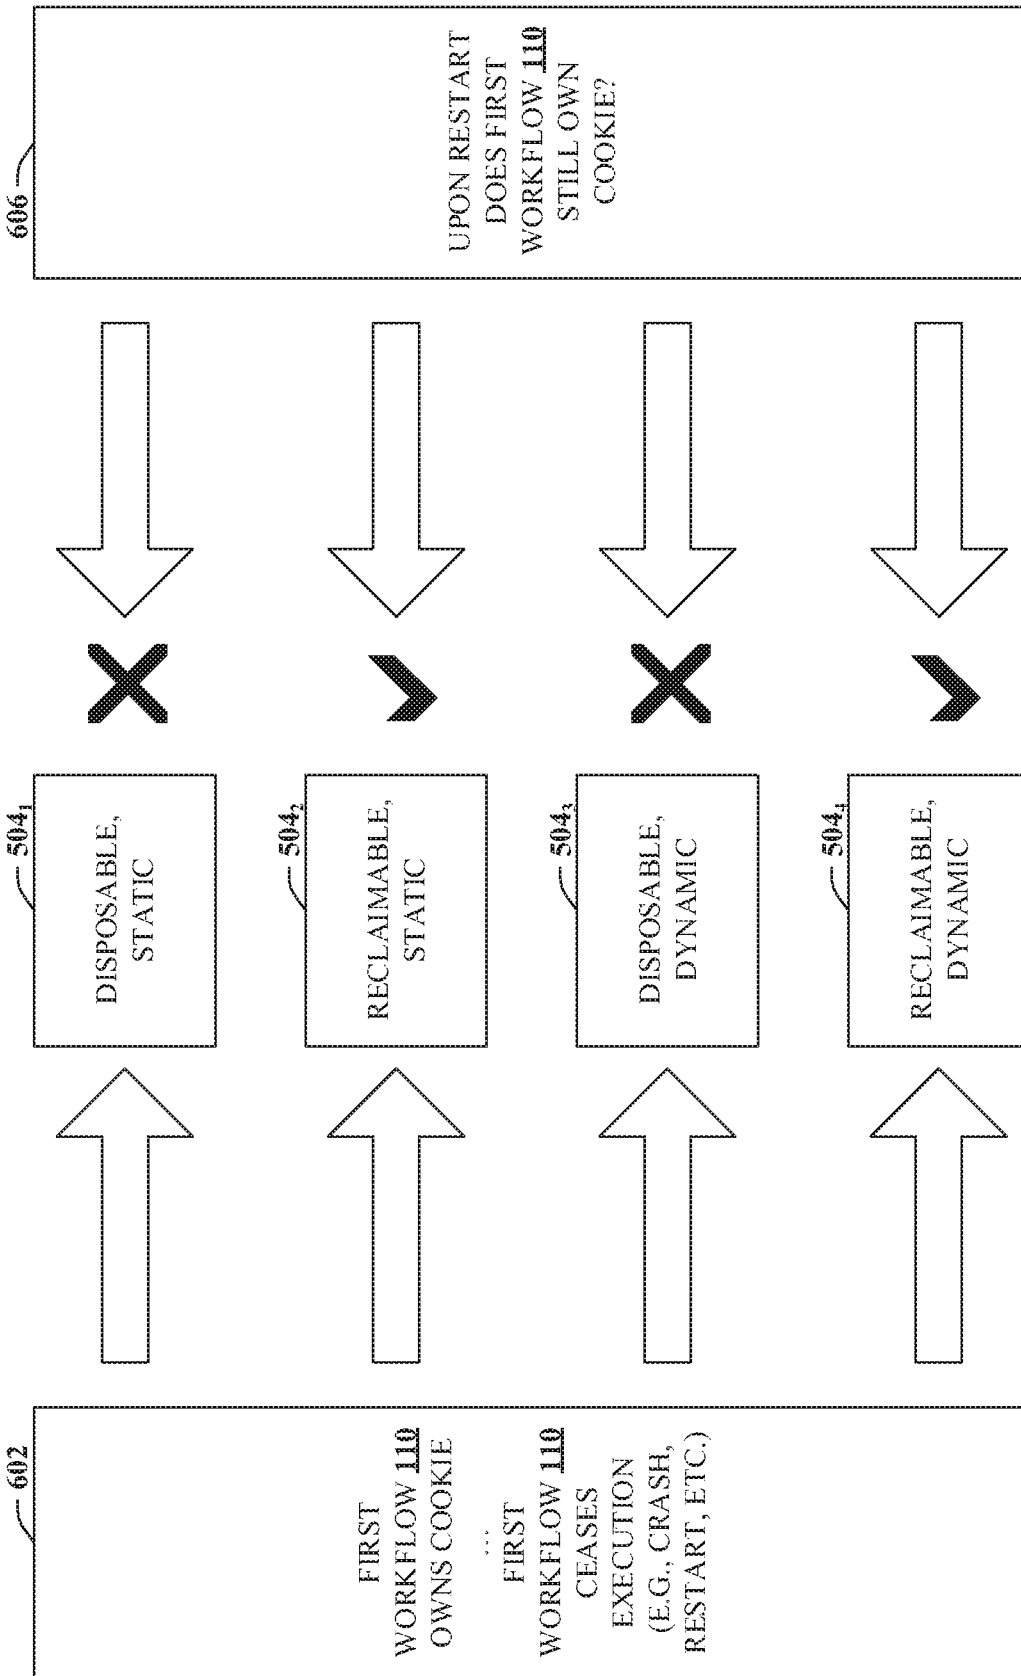 602
FIRST
WORKFLOW 110
OWNS COOKIE
...
FIRST
WORKFLOW 110
CEASES
EXECUTION
(E.G., CRASH,
RESTART, ETC.)
504₁
DISPOSABLE,
STATIC
504₂
RECLAIMABLE,
STATIC
504₃
DISPOSABLE,
DYNAMIC
504₄
RECLAIMABLE,
DYNAMIC
606
UPON RESTART
DOES FIRST
WORKFLOW 110
STILL OWN
COOKIE?